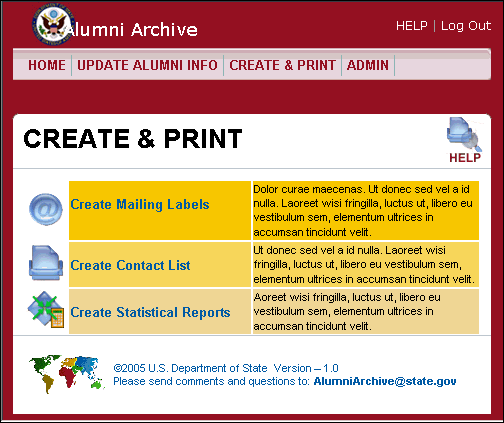 Alumni Archive
HELP | Log Out
HOME UPDATE ALUMNI INFO CREATE & PRINT ADMIN
CREATE & PRINT
HELP
Create Mailing Labels
Dolor curae maecenas. Ut donec sed vel a id
nulla. Laoreet wisi fringilla, luctus ut, libero eu
vestibulum sem, elementum ultrices in
accumsan tincidunt velit.
Create Contact List
Ut donec sed vel a id nulla. Laoreet wisi
fringilla, luctus ut, libero eu vestibulum sem,
elementum ultrices in accumsan tincidunt velit.
Create Statistical Reports
Aoreet wisi fringilla, luctus ut, libero eu
vestibulum sem, elementum ultrices in
accumsan tincidunt velit.
©2005 U.S. Department of State Version – 1.0
Please send comments and questions to: AlumniArchive@state.gov